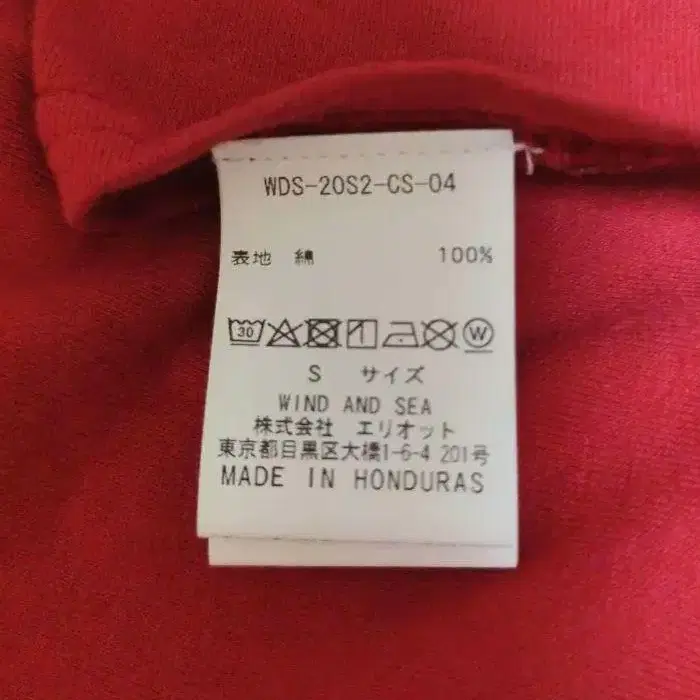 WDS-20S2-CS-04
表地 綿 100%
30 W
S サイズ
WIND AND SEA
株式会社 エリオット
東京都目黒区大橋1-6-4 201号
MADE IN HONDURAS